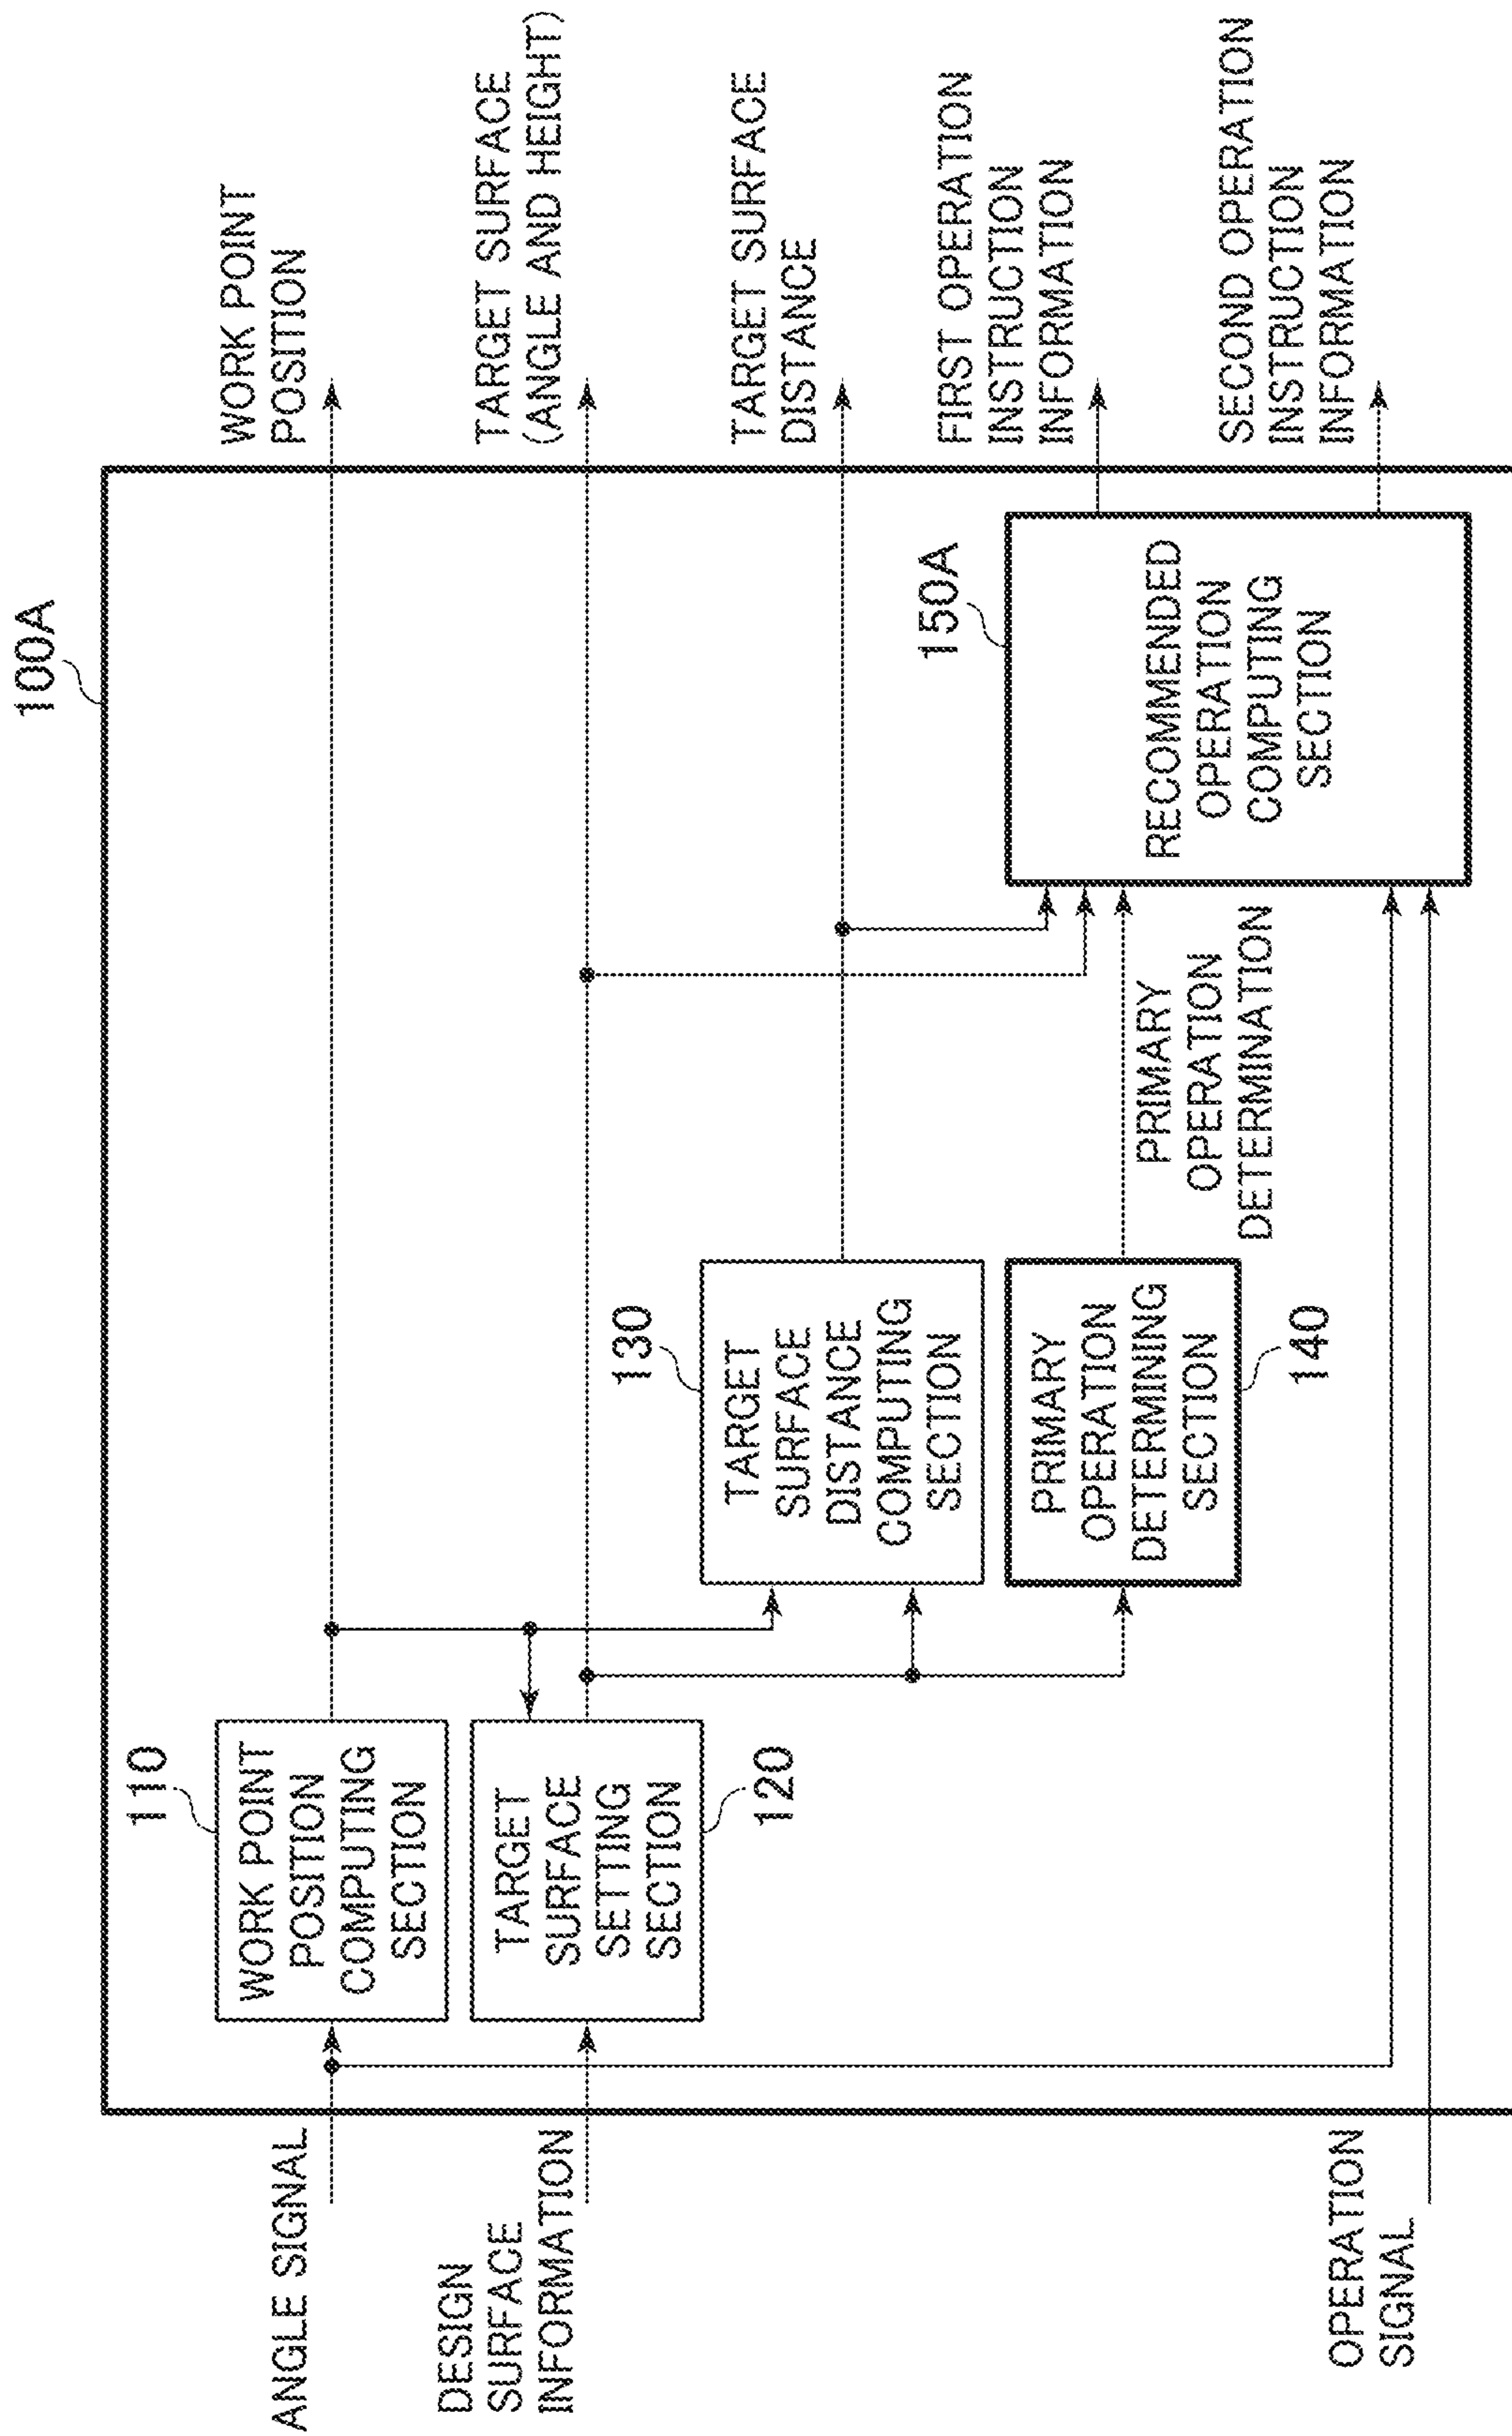 100A
ANGLE SIGNAL
DESIGN
SURFACE
INFORMATION
OPERATION
SIGNAL
110
WORK POINT
POSITION
COMPUTING
SECTION
TARGET
SURFACE
SETTING
SECTION
120
130
TARGET
SURFACE
DISTANCE
COMPUTING
SECTION
PRIMARY
OPERATION
DETERMINING
SECTION
140
PRIMARY
OPERATION
DETERMINATION
150A
RECOMMENDED
OPERATION
COMPUTING
SECTION
WORK POINT
POSITION
TARGET SURFACE
(ANGLE AND HEIGHT)
TARGET SURFACE
DISTANCE
FIRST OPERATION
INSTRUCTION
INFORMATION
SECOND OPERATION
INSTRUCTION
INFORMATION